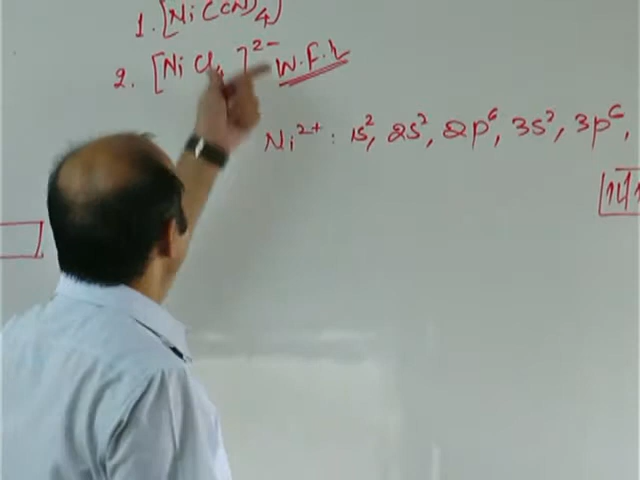 1. [Ni(CN)4]
2. [NiCl4]2- W.F.L
Ni2+ : 1s2, 2s2, 2p6, 3s2, 3p6,